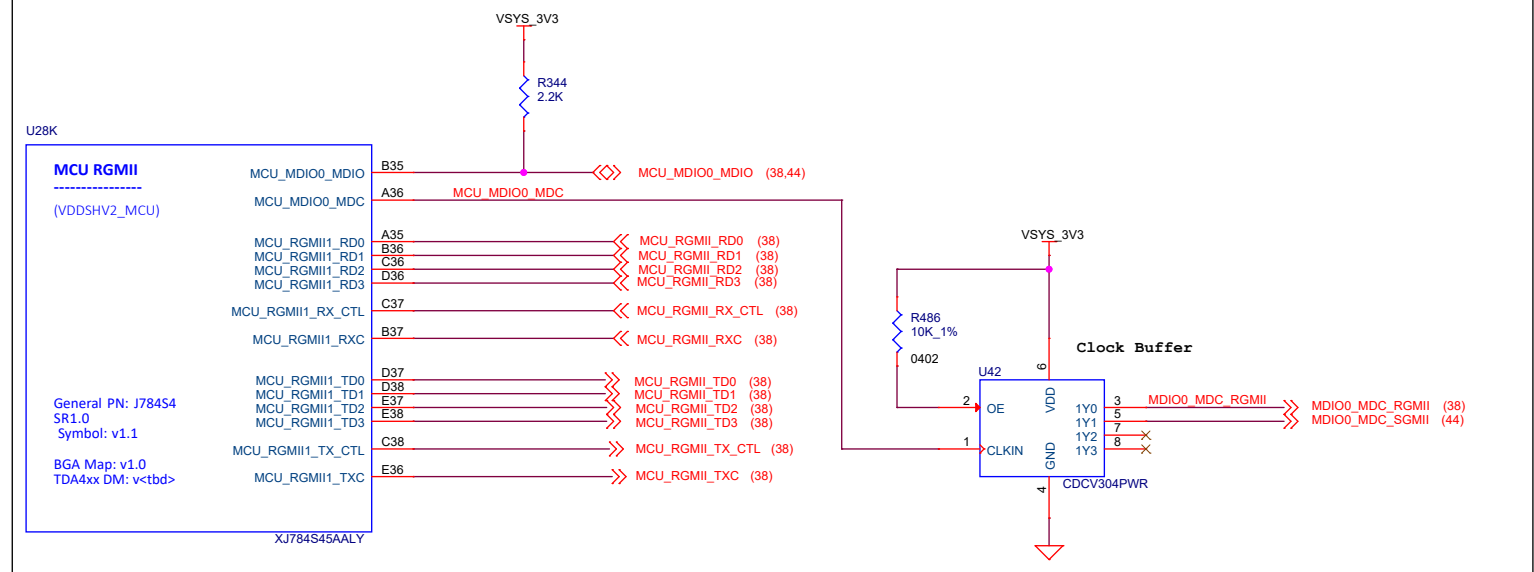 VSYS_3V3
R344
2.2K
U28K
MCU RGMII
----------------
(VDDSHV2_MCU)
MCU_MDIO0_MDIO B35 MCU_MDIO0_MDIO (38,44)
MCU_MDIO0_MDC A36 MCU_MDIO0_MDC
MCU_RGMII1_RD0 A35 MCU_RGMII_RD0 (38)
MCU_RGMII1_RD1 B36 MCU_RGMII_RD1 (38)
MCU_RGMII1_RD2 C36 MCU_RGMII_RD2 (38)
MCU_RGMII1_RD3 D36 MCU_RGMII_RD3 (38)
MCU_RGMII1_RX_CTL C37 MCU_RGMII_RX_CTL (38)
MCU_RGMII1_RXC B37 MCU_RGMII_RXC (38)
MCU_RGMII1_TD0 D37 MCU_RGMII_TD0 (38)
MCU_RGMII1_TD1 D38 MCU_RGMII_TD1 (38)
MCU_RGMII1_TD2 E37 MCU_RGMII_TD2 (38)
MCU_RGMII1_TD3 E38 MCU_RGMII_TD3 (38)
MCU_RGMII1_TX_CTL C38 MCU_RGMII_TX_CTL (38)
MCU_RGMII1_TXC E36 MCU_RGMII_TXC (38)
General PN: J784S4
SR1.0
Symbol: v1.1
BGA Map: v1.0
TDA4xx DM: v<tbd>
XJ784S45AALY
VSYS_3V3
R486
10K_1%
0402
Clock Buffer
U42
6
VDD
2 OE
1 CLKIN
GND
4
1Y0 3 MDIO0_MDC_RGMII MDIO0_MDC_RGMII (38)
1Y1 5 MDIO0_MDC_SGMII (44)
1Y2 7
1Y3 8
CDCV304PWR